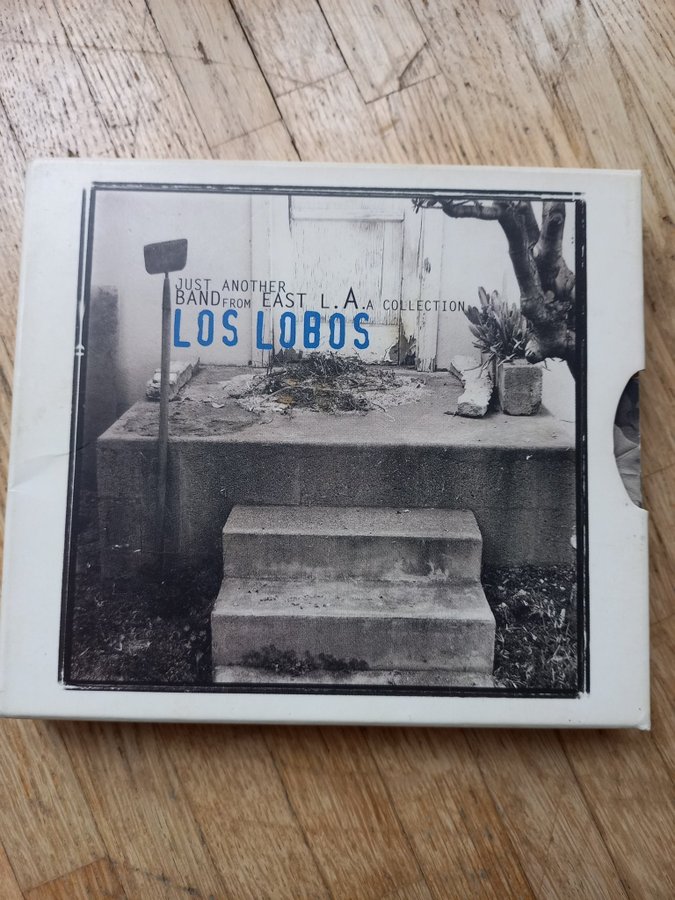 JUST ANOTHER
BAND FROM EAST L.A. A COLLECTION
LOS LOBOS